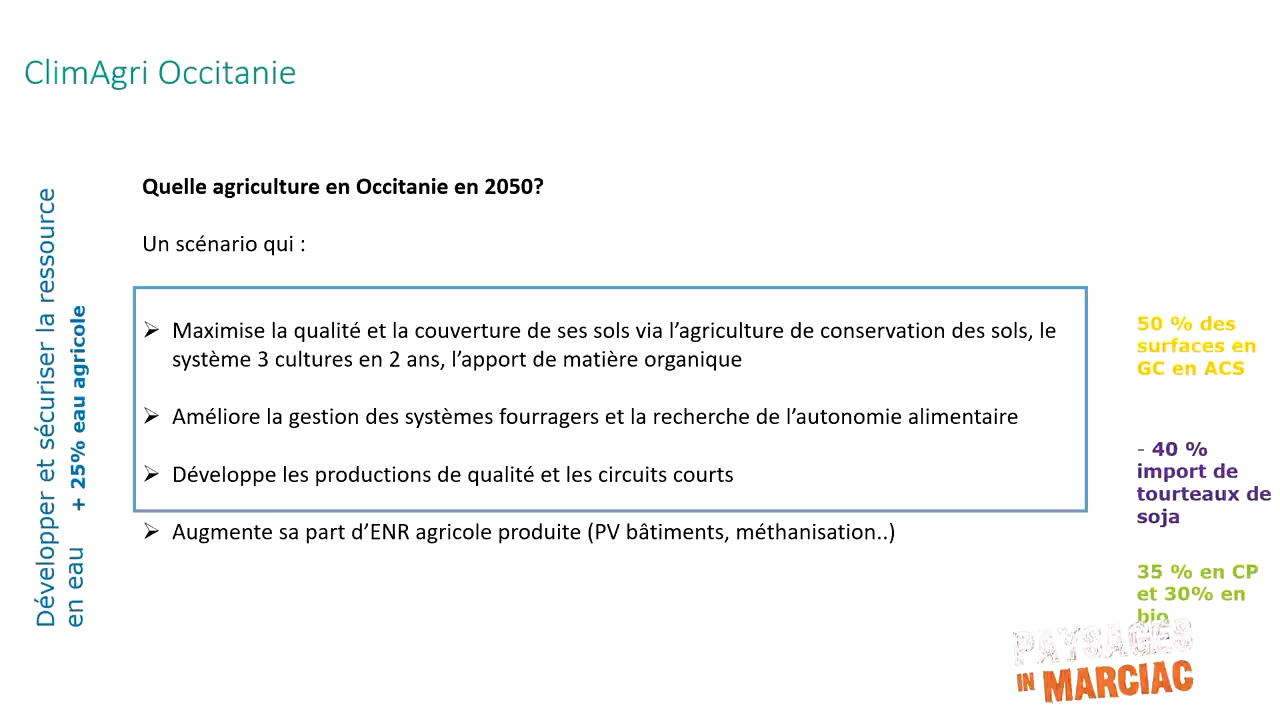 ClimAgri Occitanie
Développer et sécuriser la ressource
en eau + 25% eau agricole
Quelle agriculture en Occitanie en 2050?
Un scénario qui :
➢ Maximise la qualité et la couverture de ses sols via l’agriculture de conservation des sols, le
système 3 cultures en 2 ans, l’apport de matière organique
➢ Améliore la gestion des systèmes fourragers et la recherche de l’autonomie alimentaire
➢ Développe les productions de qualité et les circuits courts
➢ Augmente sa part d’ENR agricole produite (PV bâtiments, méthanisation..)
50 % des
surfaces en
GC en ACS
- 40 %
import de
tourteaux de
soja
35 % en CP
et 30% en
bio
PAYSAGES
IN MARCIAC